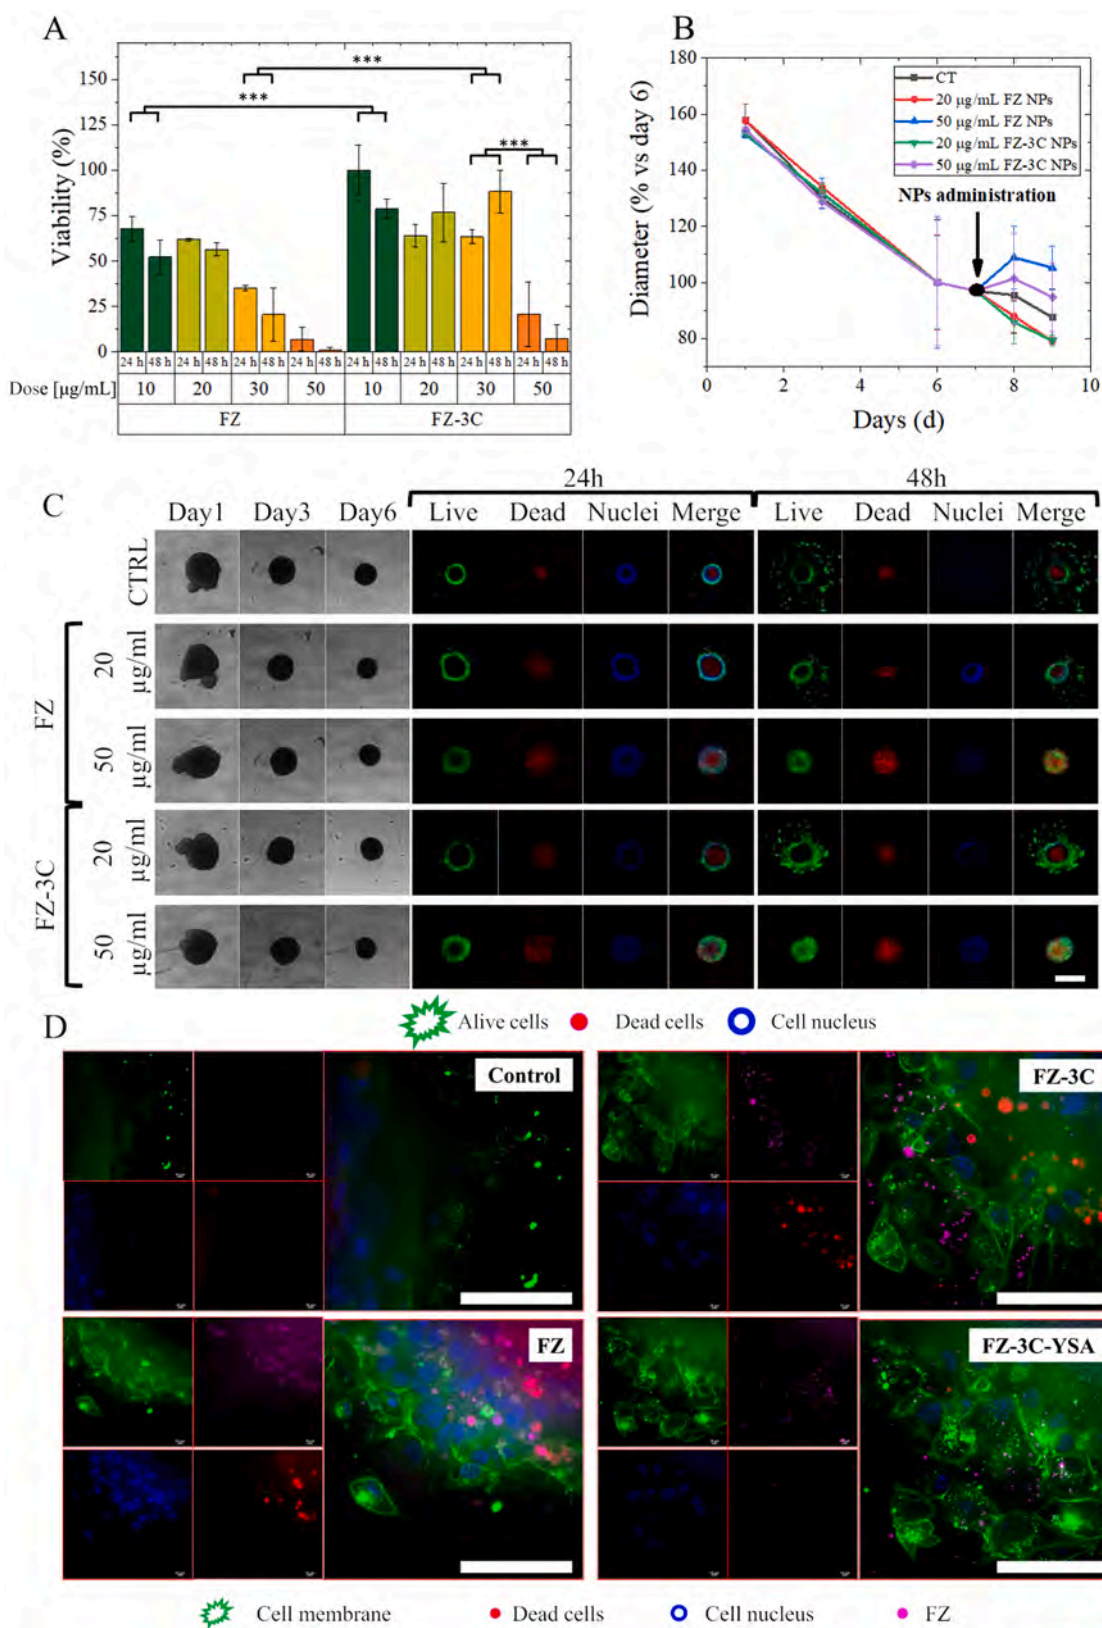 A
Viability (%)
150
125
100
75
50
25
0
***
***
***
24 h 48 h 24 h 48 h 24 h 48 h 24 h 48 h 24 h 48 h 24 h 48 h 24 h 48 h 24 h 48 h
Dose [µg/mL] 10 20 30 50 10 20 30 50
FZ FZ-3C
B
Diameter (% vs day 6)
180
160
140
120
100
80
CT
20 µg/mL FZ NPs
50 µg/mL FZ NPs
20 µg/mL FZ-3C NPs
50 µg/mL FZ-3C NPs
NPs administration
0 2 4 6 8 10
Days (d)
C
24h 48h
Day1 Day3 Day6 Live Dead Nuclei Merge Live Dead Nuclei Merge
CTRL
FZ
20 µg/ml
50 µg/ml
FZ-3C
20 µg/ml
50 µg/ml
Alive cells Dead cells Cell nucleus
D
Control
FZ-3C
FZ
FZ-3C-YSA
Cell membrane Dead cells Cell nucleus FZ